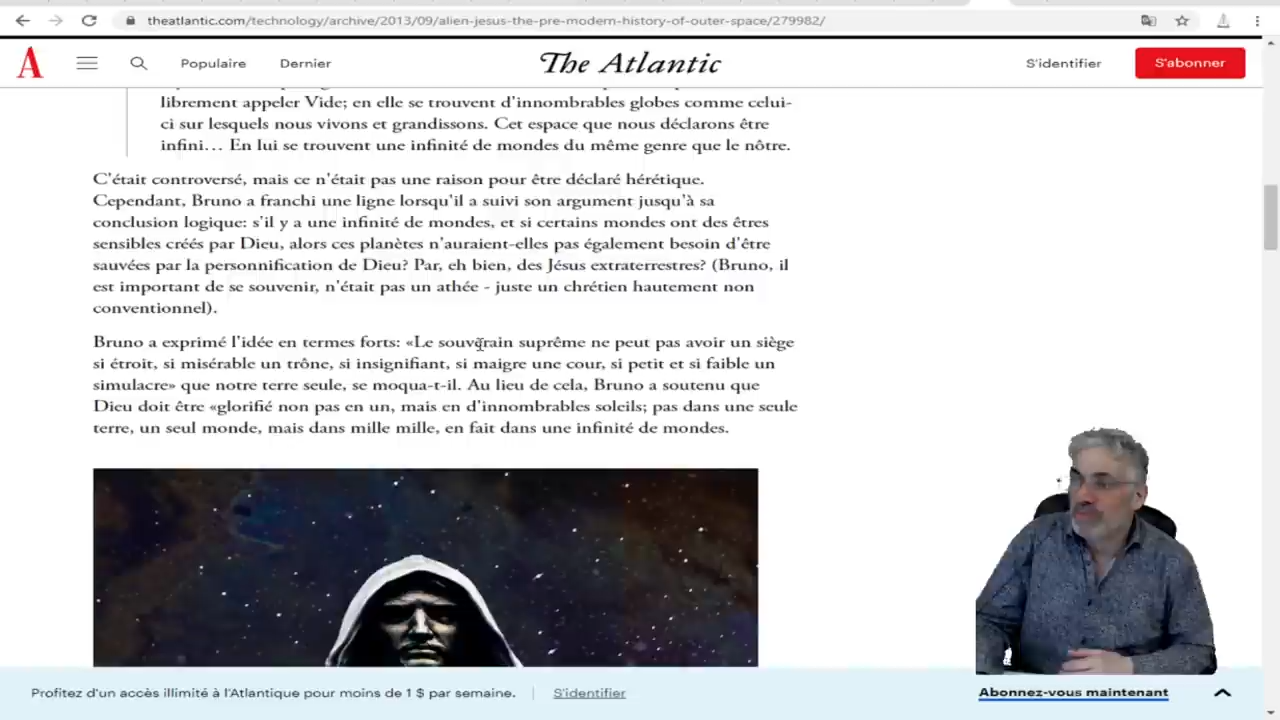 theatlantic.com/technology/archive/2013/09/alien-jesus-the-pre-modern-history-of-outer-space/279982/
A
Populaire
Dernier
The Atlantic
S'identifier
S'abonner
librement appeler Vide; en elle se trouvent d'innombrables globes comme celui-
ci sur lesquels nous vivons et grandissons. Cet espace que nous déclarons être
infini… En lui se trouvent une infinité de mondes du même genre que le nôtre.
C'était controversé, mais ce n'était pas une raison pour être déclaré hérétique.
Cependant, Bruno a franchi une ligne lorsqu'il a suivi son argument jusqu'à sa
conclusion logique: s'il y a une infinité de mondes, et si certains mondes ont des êtres
sensibles créés par Dieu, alors ces planètes n'auraient-elles pas également besoin d'être
sauvées par la personnification de Dieu? Par, eh bien, des Jésus extraterrestres? (Bruno, il
est important de se souvenir, n'était pas un athée - juste un chrétien hautement non
conventionnel).
Bruno a exprimé l'idée en termes forts: «Le souverain suprême ne peut pas avoir un siège
si étroit, si misérable un trône, si insignifiant, si maigre une cour, si petit et si faible un
simulacre» que notre terre seule, se moqua-t-il. Au lieu de cela, Bruno a soutenu que
Dieu doit être «glorifié non pas en un, mais en d'innombrables soleils; pas dans une seule
terre, un seul monde, mais dans mille mille, en fait dans une infinité de mondes.
Profitez d'un accès illimité à l'Atlantique pour moins de 1 $ par semaine.
S'identifier
Abonnez-vous maintenant